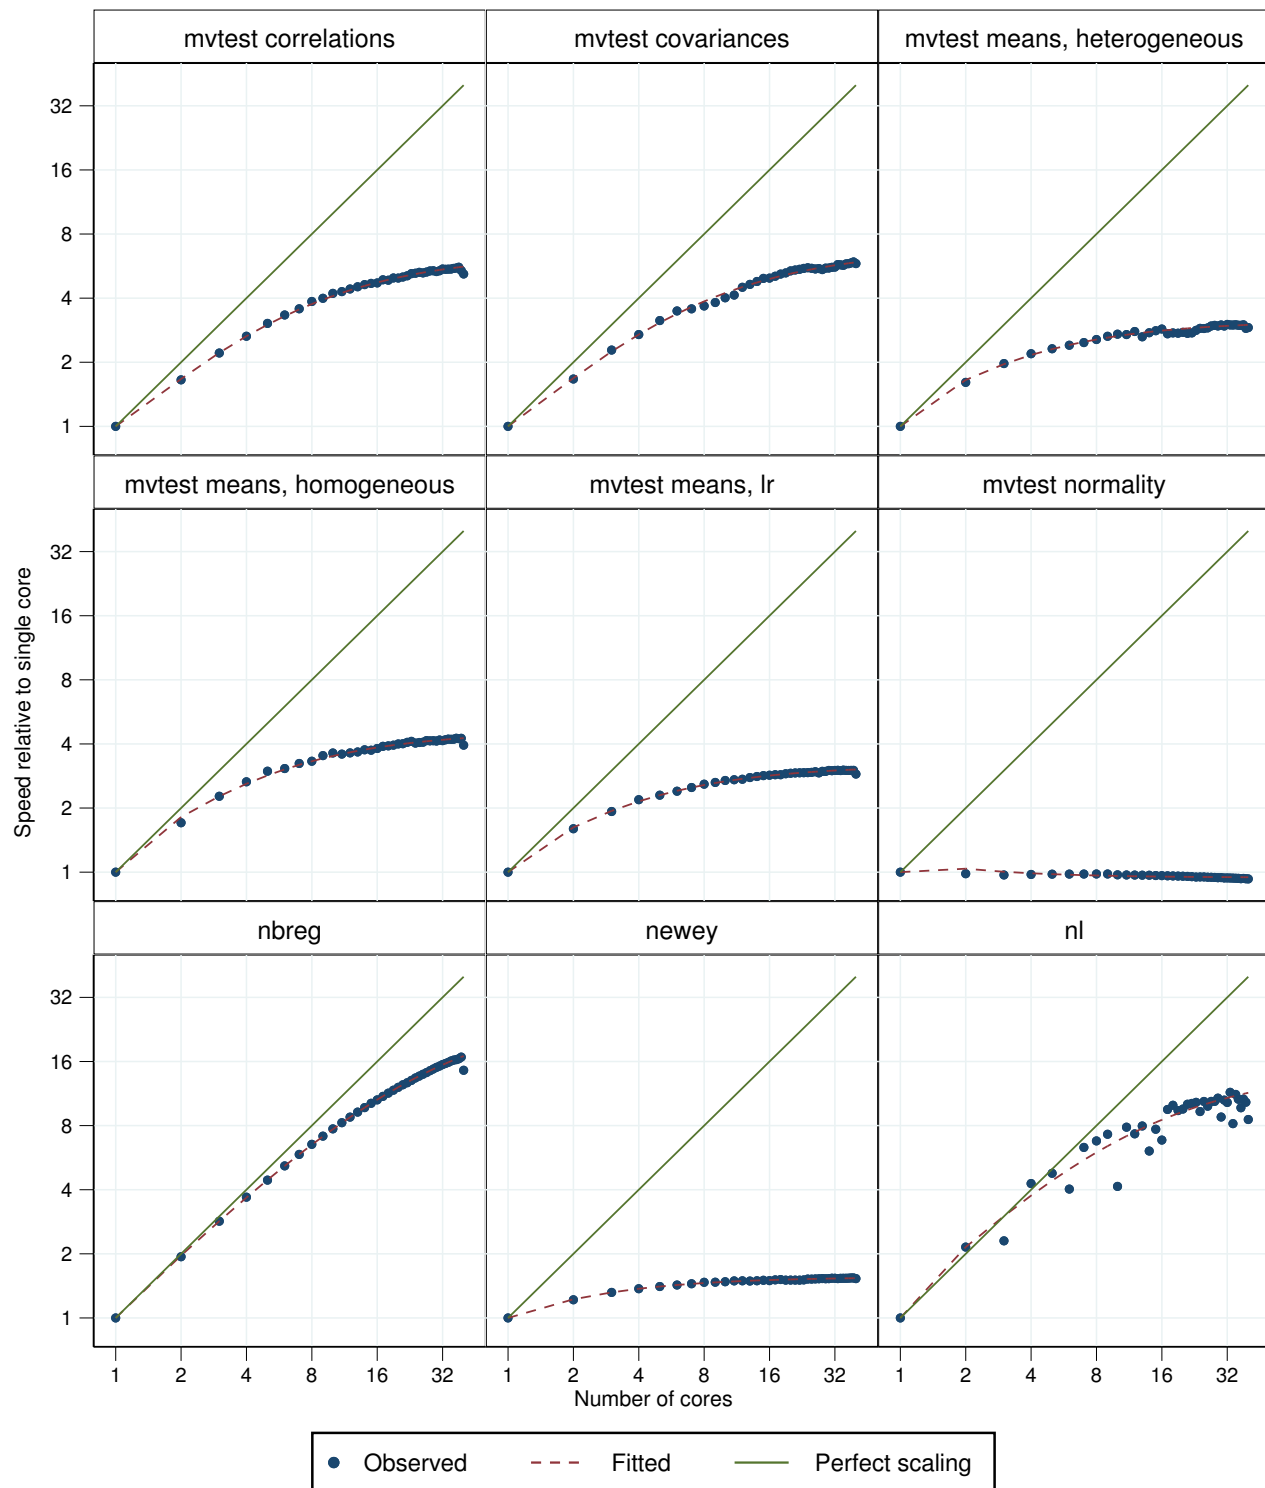 mvtest correlations mvtest covariances mvtest means, heterogeneous
32
16
8
4
2
1
mvtest means, homogeneous mvtest means, lr mvtest normality
32
16
8
4
2
1
Speed relative to single core
nbreg newey nl
32
16
8
4
2
1
1 2 4 8 16 32 1 2 4 8 16 32 1 2 4 8 16 32
Number of cores
Observed Fitted Perfect scaling